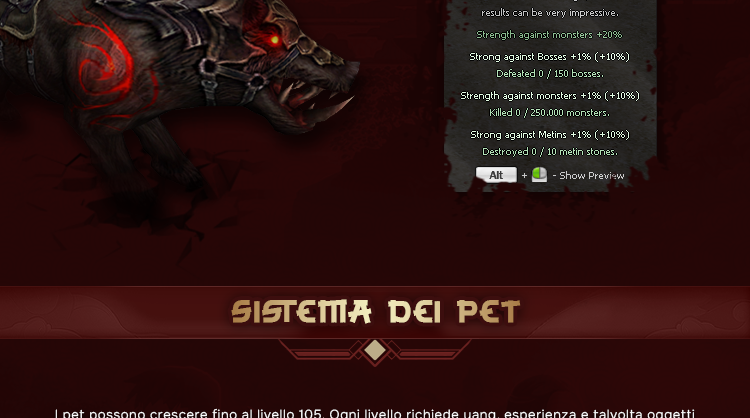 results can be very impressive.
Strength against monsters +20%
Strong against Bosses +1% (+10%)
Defeated 0 / 150 bosses.
Strength against monsters +1% (+10%)
Killed 0 / 250.000 monsters.
Strong against Metins +1% (+10%)
Destroyed 0 / 10 metin stones.
Alt + - Show Preview
SISTEMA DEI PET
I pet possono crescere fino al livello 105. Ogni livello richiede yang, esperienza e talvolta oggetti